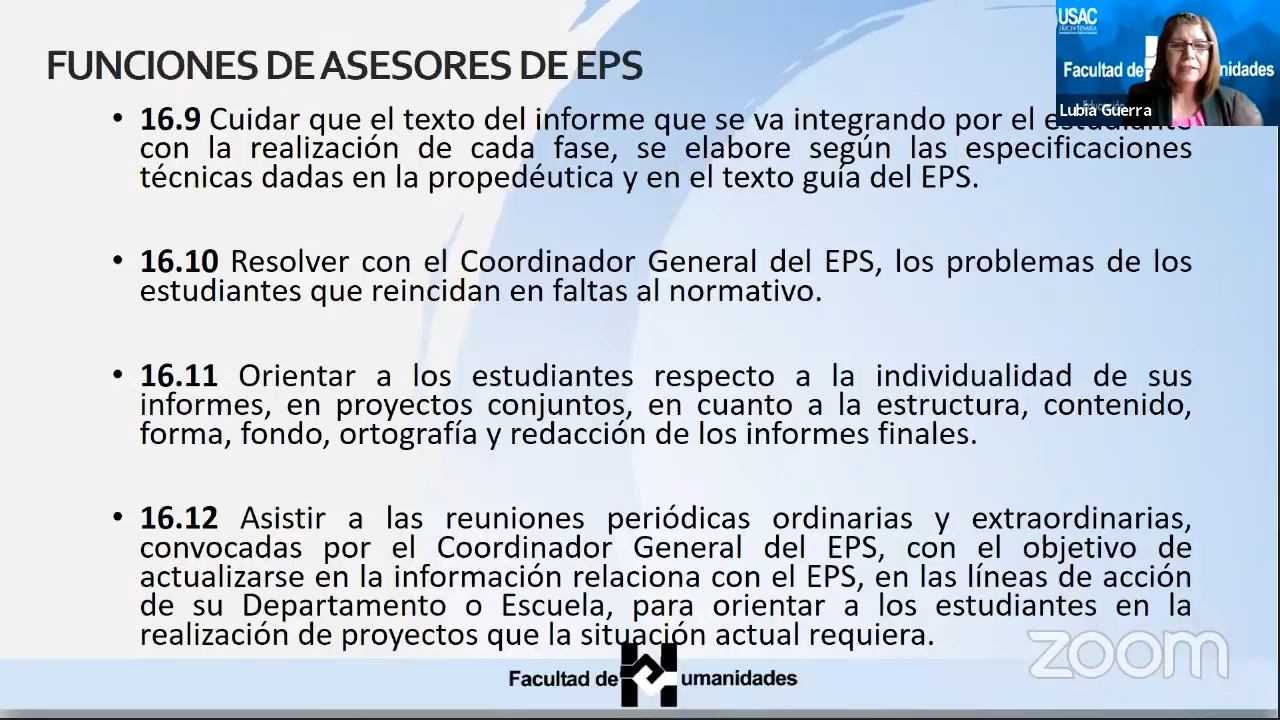 FUNCIONES DE ASESORES DE EPS
USAC
TRICENTENARIA
Facultad de
umanidades
Lubia Guerra
• 16.9 Cuidar que el texto del informe que se va integrando por el estudiante
con la realización de cada fase, se elabore según las especificaciones
técnicas dadas en la propedéutica y en el texto guía del EPS.
• 16.10 Resolver con el Coordinador General del EPS, los problemas de los
estudiantes que reincidan en faltas al normativo.
• 16.11 Orientar a los estudiantes respecto a la individualidad de sus
informes, en proyectos conjuntos, en cuanto a la estructura, contenido,
forma, fondo, ortografía y redacción de los informes finales.
• 16.12 Asistir a las reuniones periódicas ordinarias y extraordinarias,
convocadas por el Coordinador General del EPS, con el objetivo de
actualizarse en la información relaciona con el EPS, en las líneas de acción
de su Departamento o Escuela, para orientar a los estudiantes en la
realización de proyectos que la situación actual requiera.
zoom
Facultad de Humanidades